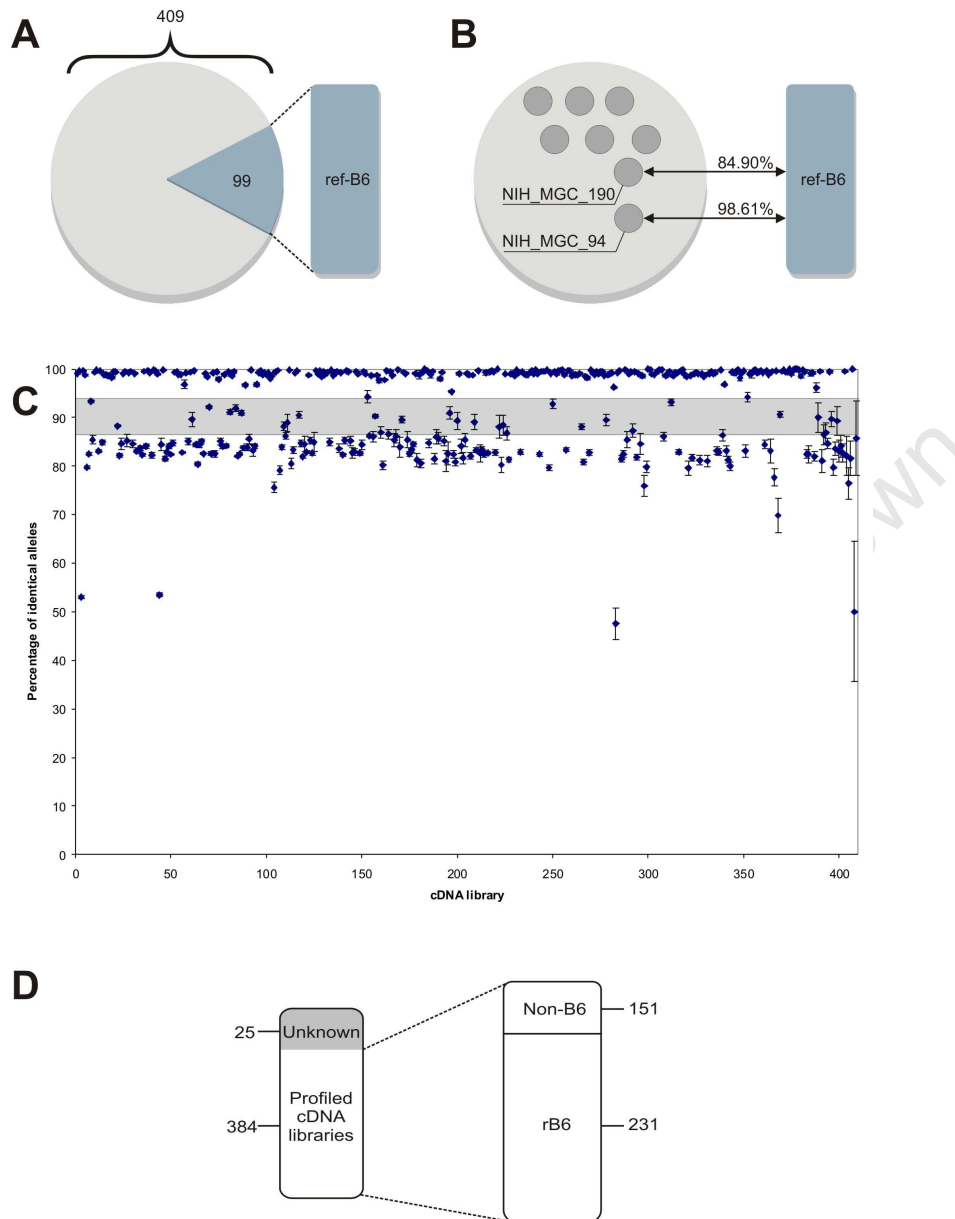 A
409
99
ref-B6
B
84.90%
NIH_MGC_190
98.61%
NIH_MGC_94
ref-B6
C
Percentage of identical alleles
100
90
80
70
60
50
40
30
20
10
0
0 50 100 150 200 250 300 350 400
cDNA library
wn
D
25
Unknown
384
Profiled
cDNA
libraries
Non-B6
151
rB6
231